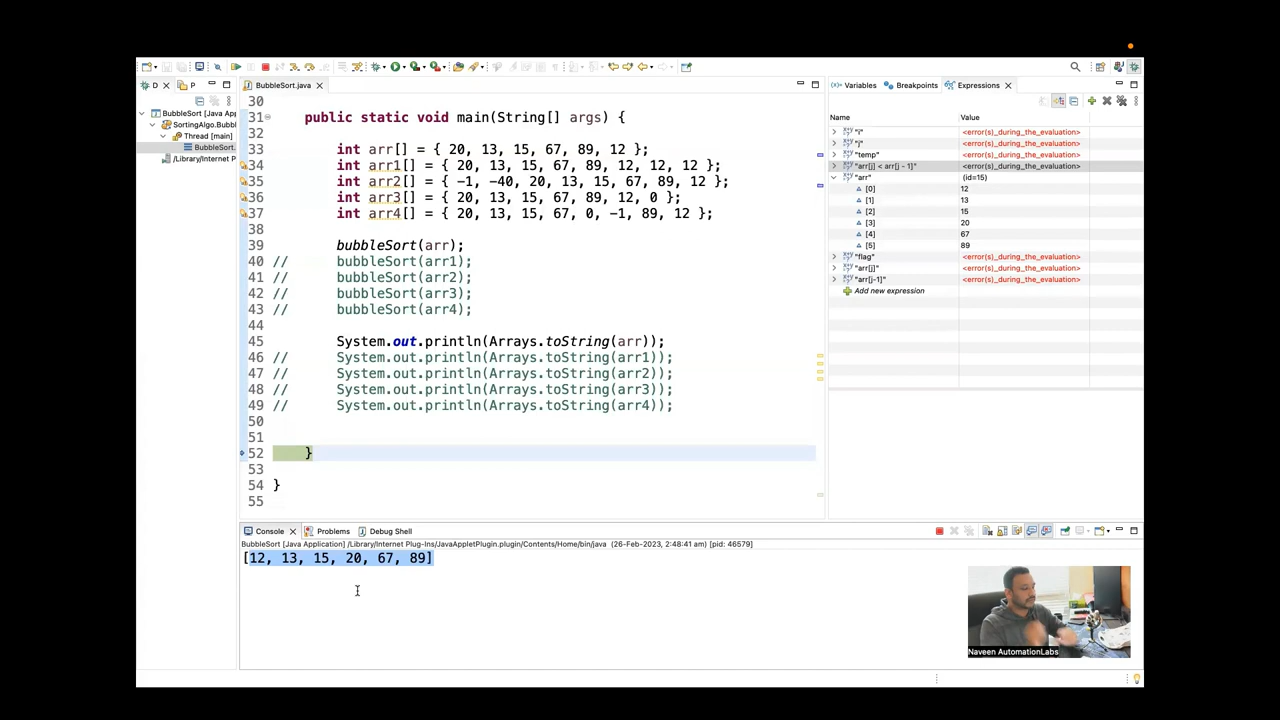 D
P
BubbleSort.java
Variables
Breakpoints
Expressions
BubbleSort [Java Ap
SortingAlgo.Bubbl
Thread [main]
BubbleSort.
/Library/Internet P
30
31 public static void main(String[] args) {
32
33 int arr[] = { 20, 13, 15, 67, 89, 12 };
34 int arr1[] = { 20, 13, 15, 67, 89, 12, 12, 12 };
35 int arr2[] = { -1, -40, 20, 13, 15, 67, 89, 12 };
36 int arr3[] = { 20, 13, 15, 67, 89, 12, 0 };
37 int arr4[] = { 20, 13, 15, 67, 0, -1, 89, 12 };
38
39 bubbleSort(arr);
40 // bubbleSort(arr1);
41 // bubbleSort(arr2);
42 // bubbleSort(arr3);
43 // bubbleSort(arr4);
44
45 System.out.println(Arrays.toString(arr));
46 // System.out.println(Arrays.toString(arr1));
47 // System.out.println(Arrays.toString(arr2));
48 // System.out.println(Arrays.toString(arr3));
49 // System.out.println(Arrays.toString(arr4));
50
51
52 }
53
54 }
55
Name Value
"i" <error(s)_during_the_evaluation>
"j" <error(s)_during_the_evaluation>
"temp" <error(s)_during_the_evaluation>
"arr[j] < arr[j - 1]" <error(s)_during_the_evaluation>
"arr" (id=15)
[0] 12
[1] 13
[2] 15
[3] 20
[4] 67
[5] 89
"flag" <error(s)_during_the_evaluation>
"arr[j]" <error(s)_during_the_evaluation>
"arr[j-1]" <error(s)_during_the_evaluation>
Add new expression
Console
Problems
Debug Shell
BubbleSort [Java Application] /Library/Internet Plug-Ins/JavaAppletPlugin.plugin/Contents/Home/bin/java (26-Feb-2023, 2:48:41 am) [pid: 46579]
[12, 13, 15, 20, 67, 89]
Naveen AutomationLabs